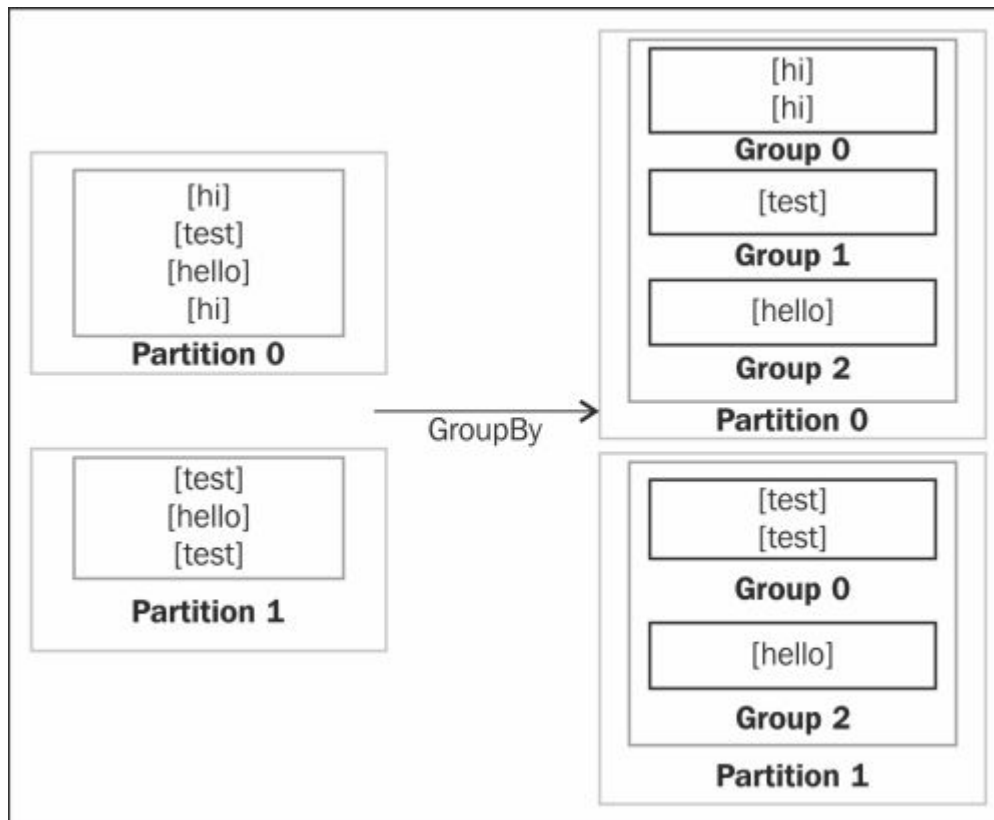 [hi]
[test]
[hello]
[hi]
Partition 0
[test]
[hello]
[test]
Partition 1
GroupBy
[hi]
[hi]
Group 0
[test]
Group 1
[hello]
Group 2
Partition 0
[test]
[test]
Group 0
[hello]
Group 2
Partition 1